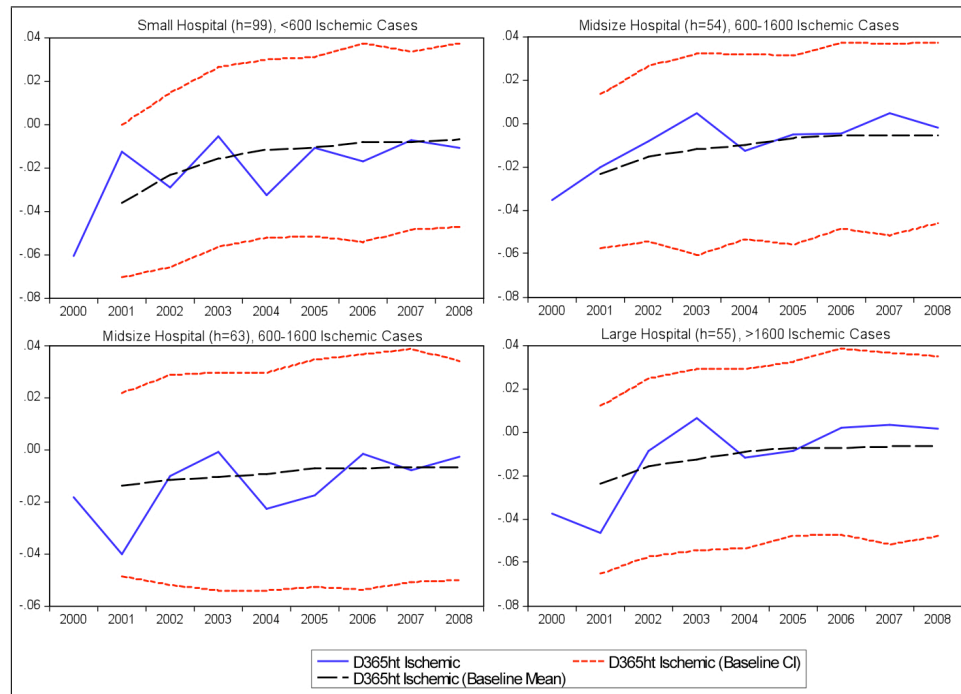 Small Hospital (h=99), <600 Ischemic Cases
.04
.02
.00
-.02
-.04
-.06
-.08
2000 2001 2002 2003 2004 2005 2006 2007 2008
Midsize Hospital (h=54), 600-1600 Ischemic Cases
.04
.02
.00
-.02
-.04
-.06
-.08
2000 2001 2002 2003 2004 2005 2006 2007 2008
Midsize Hospital (h=63), 600-1600 Ischemic Cases
.04
.02
.00
-.02
-.04
-.06
2000 2001 2002 2003 2004 2005 2006 2007 2008
Large Hospital (h=55), >1600 Ischemic Cases
.04
.02
.00
-.02
-.04
-.06
-.08
2000 2001 2002 2003 2004 2005 2006 2007 2008
D365ht Ischemic
D365ht Ischemic (Baseline CI)
D365ht Ischemic (Baseline Mean)